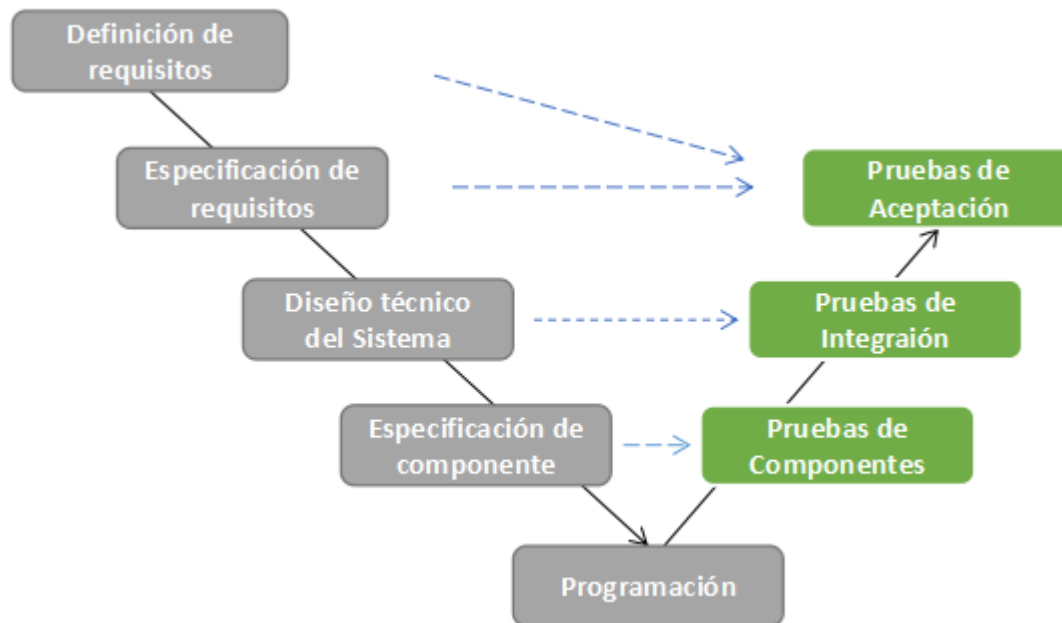 Definición de
requisitos
Especificación de
requisitos
Pruebas de
Aceptación
Diseño técnico
del Sistema
Pruebas de
Integraión
Especificación de
componente
Pruebas de
Componentes
Programación